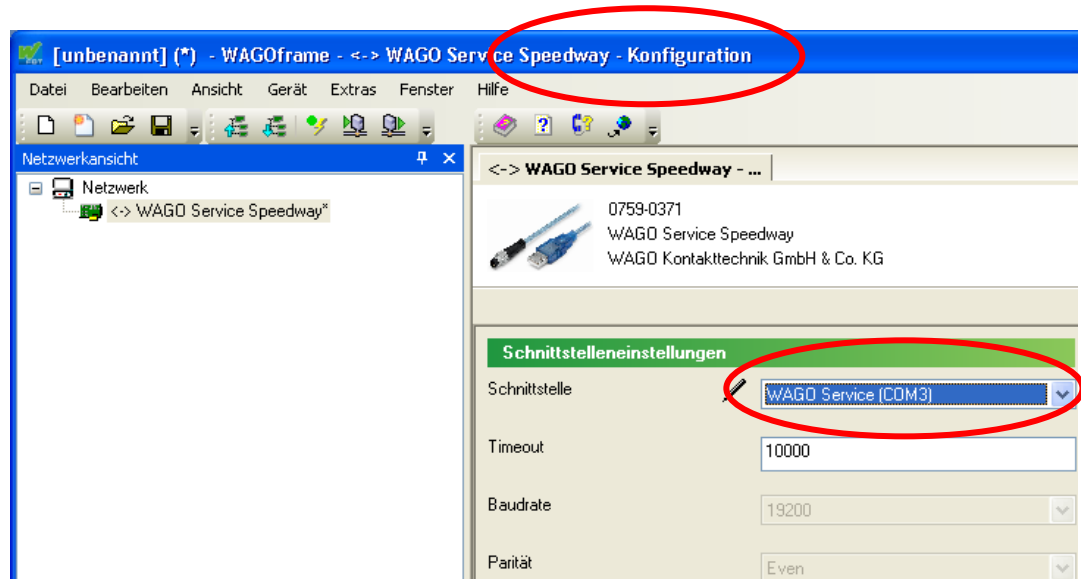 [unbenannt] (*) - WAGOframe - <-> WAGO Service Speedway - Konfiguration
Datei Bearbeiten Ansicht Gerät Extras Fenster Hilfe
Netzwerkansicht
Netzwerk
<-> WAGO Service Speedway*
<-> WAGO Service Speedway - ...
0759-0371
WAGO Service Speedway
WAGO Kontakttechnik GmbH & Co. KG
Schnittstelleneinstellungen
Schnittstelle WAGO Service (COM3)
Timeout 10000
Baudrate 19200
Parität Even